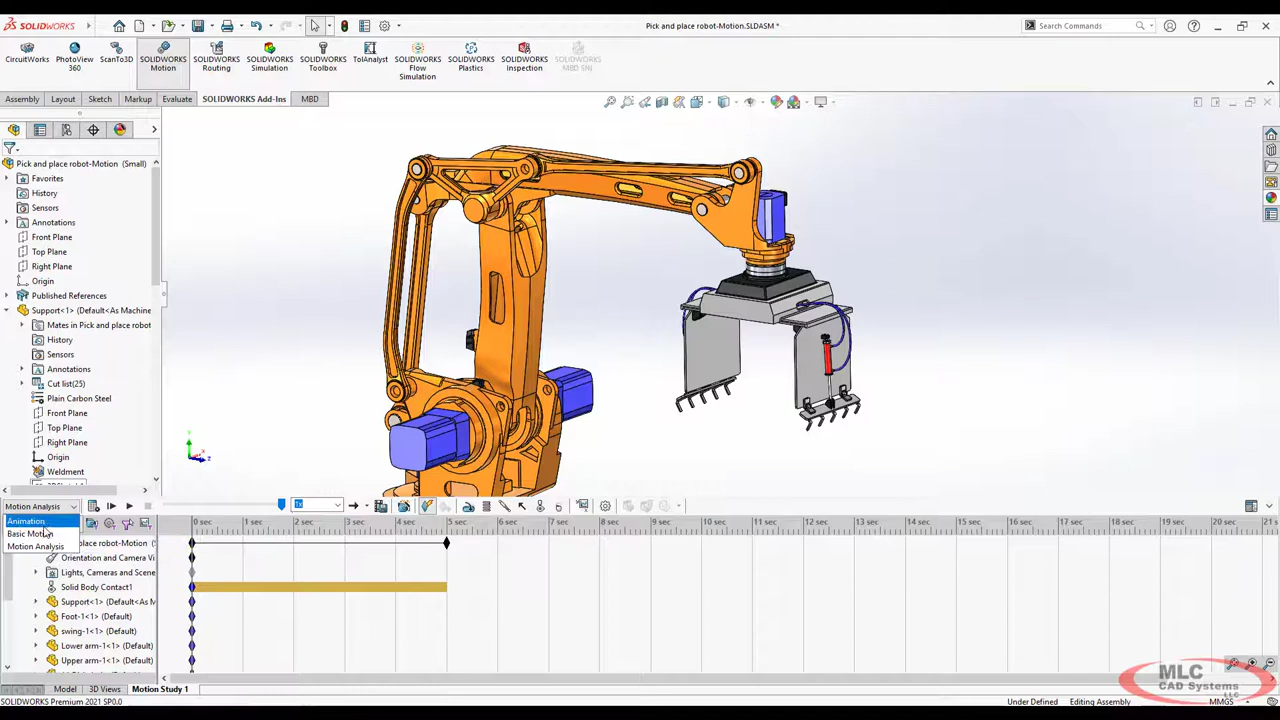 SOLIDWORKS
Pick and place robot-Motion.SLDASM *
Search Commands
CircuitWorks
PhotoView 360
ScanTo3D
SOLIDWORKS Motion
SOLIDWORKS Routing
SOLIDWORKS Simulation
SOLIDWORKS Toolbox
TolAnalyst
SOLIDWORKS Flow Simulation
SOLIDWORKS Plastics
SOLIDWORKS Inspection
SOLIDWORKS MBD SNL
Assembly
Layout
Sketch
Markup
Evaluate
SOLIDWORKS Add-Ins
MBD
Pick and place robot-Motion (Small)
Favorites
History
Sensors
Annotations
Front Plane
Top Plane
Right Plane
Origin
Published References
Support<1> (Default<As Machine
Mates in Pick and place robot
History
Sensors
Annotations
Cut list(25)
Plain Carbon Steel
Front Plane
Top Plane
Right Plane
Origin
Weldment
Motion Analysis
1x
Animation
Basic Motion
Motion Analysis
0 sec 1 sec 2 sec 3 sec 4 sec 5 sec 6 sec 7 sec 8 sec 9 sec 10 sec 11 sec 12 sec 13 sec 14 sec 15 sec 16 sec 17 sec 18 sec 19 sec 20 sec 21 s
place robot-Motion (S
Orientation and Camera Vi
Lights, Cameras and Scene
Solid Body Contact1
Support<1> (Default<As M
Foot-1<1> (Default)
swing-1<1> (Default)
Lower arm-1<1> (Default)
Upper arm-1<1> (Default)
Model
3D Views
Motion Study 1
MLC
CAD Systems
LLC
SOLIDWORKS Premium 2021 SP0.0
Under Defined
Editing Assembly
MMGS